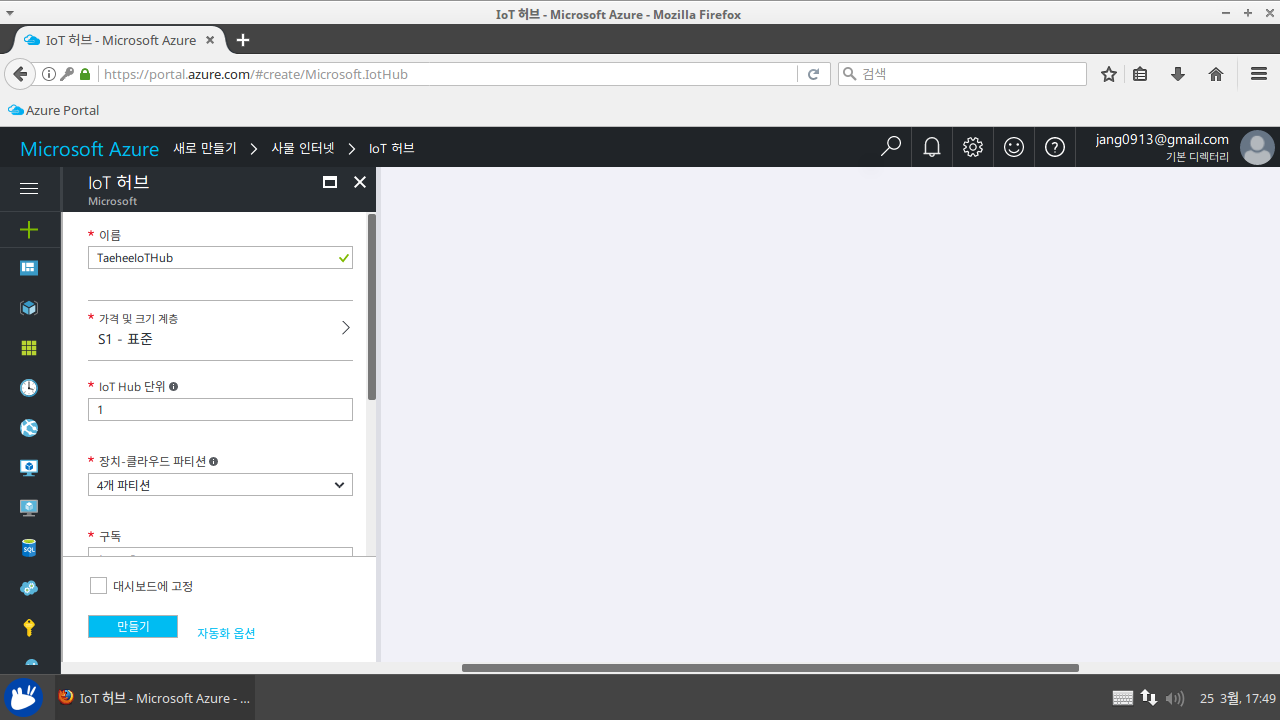 IoT 허브 - Microsoft Azure - Mozilla Firefox
IoT 허브 - Microsoft Azure
https://portal.azure.com/#create/Microsoft.IotHub
검색
Azure Portal
Microsoft Azure 새로 만들기 사물 인터넷 IoT 허브
jang0913@gmail.com
기본 디렉터리
IoT 허브
Microsoft
* 이름
TaeheeIoTHub
* 가격 및 크기 계층
S1 - 표준
* IoT Hub 단위
1
* 장치-클라우드 파티션
4개 파티션
* 구독
대시보드에 고정
만들기
자동화 옵션
SQL
IoT 허브 - Microsoft Azure - ...
25 3월, 17:49